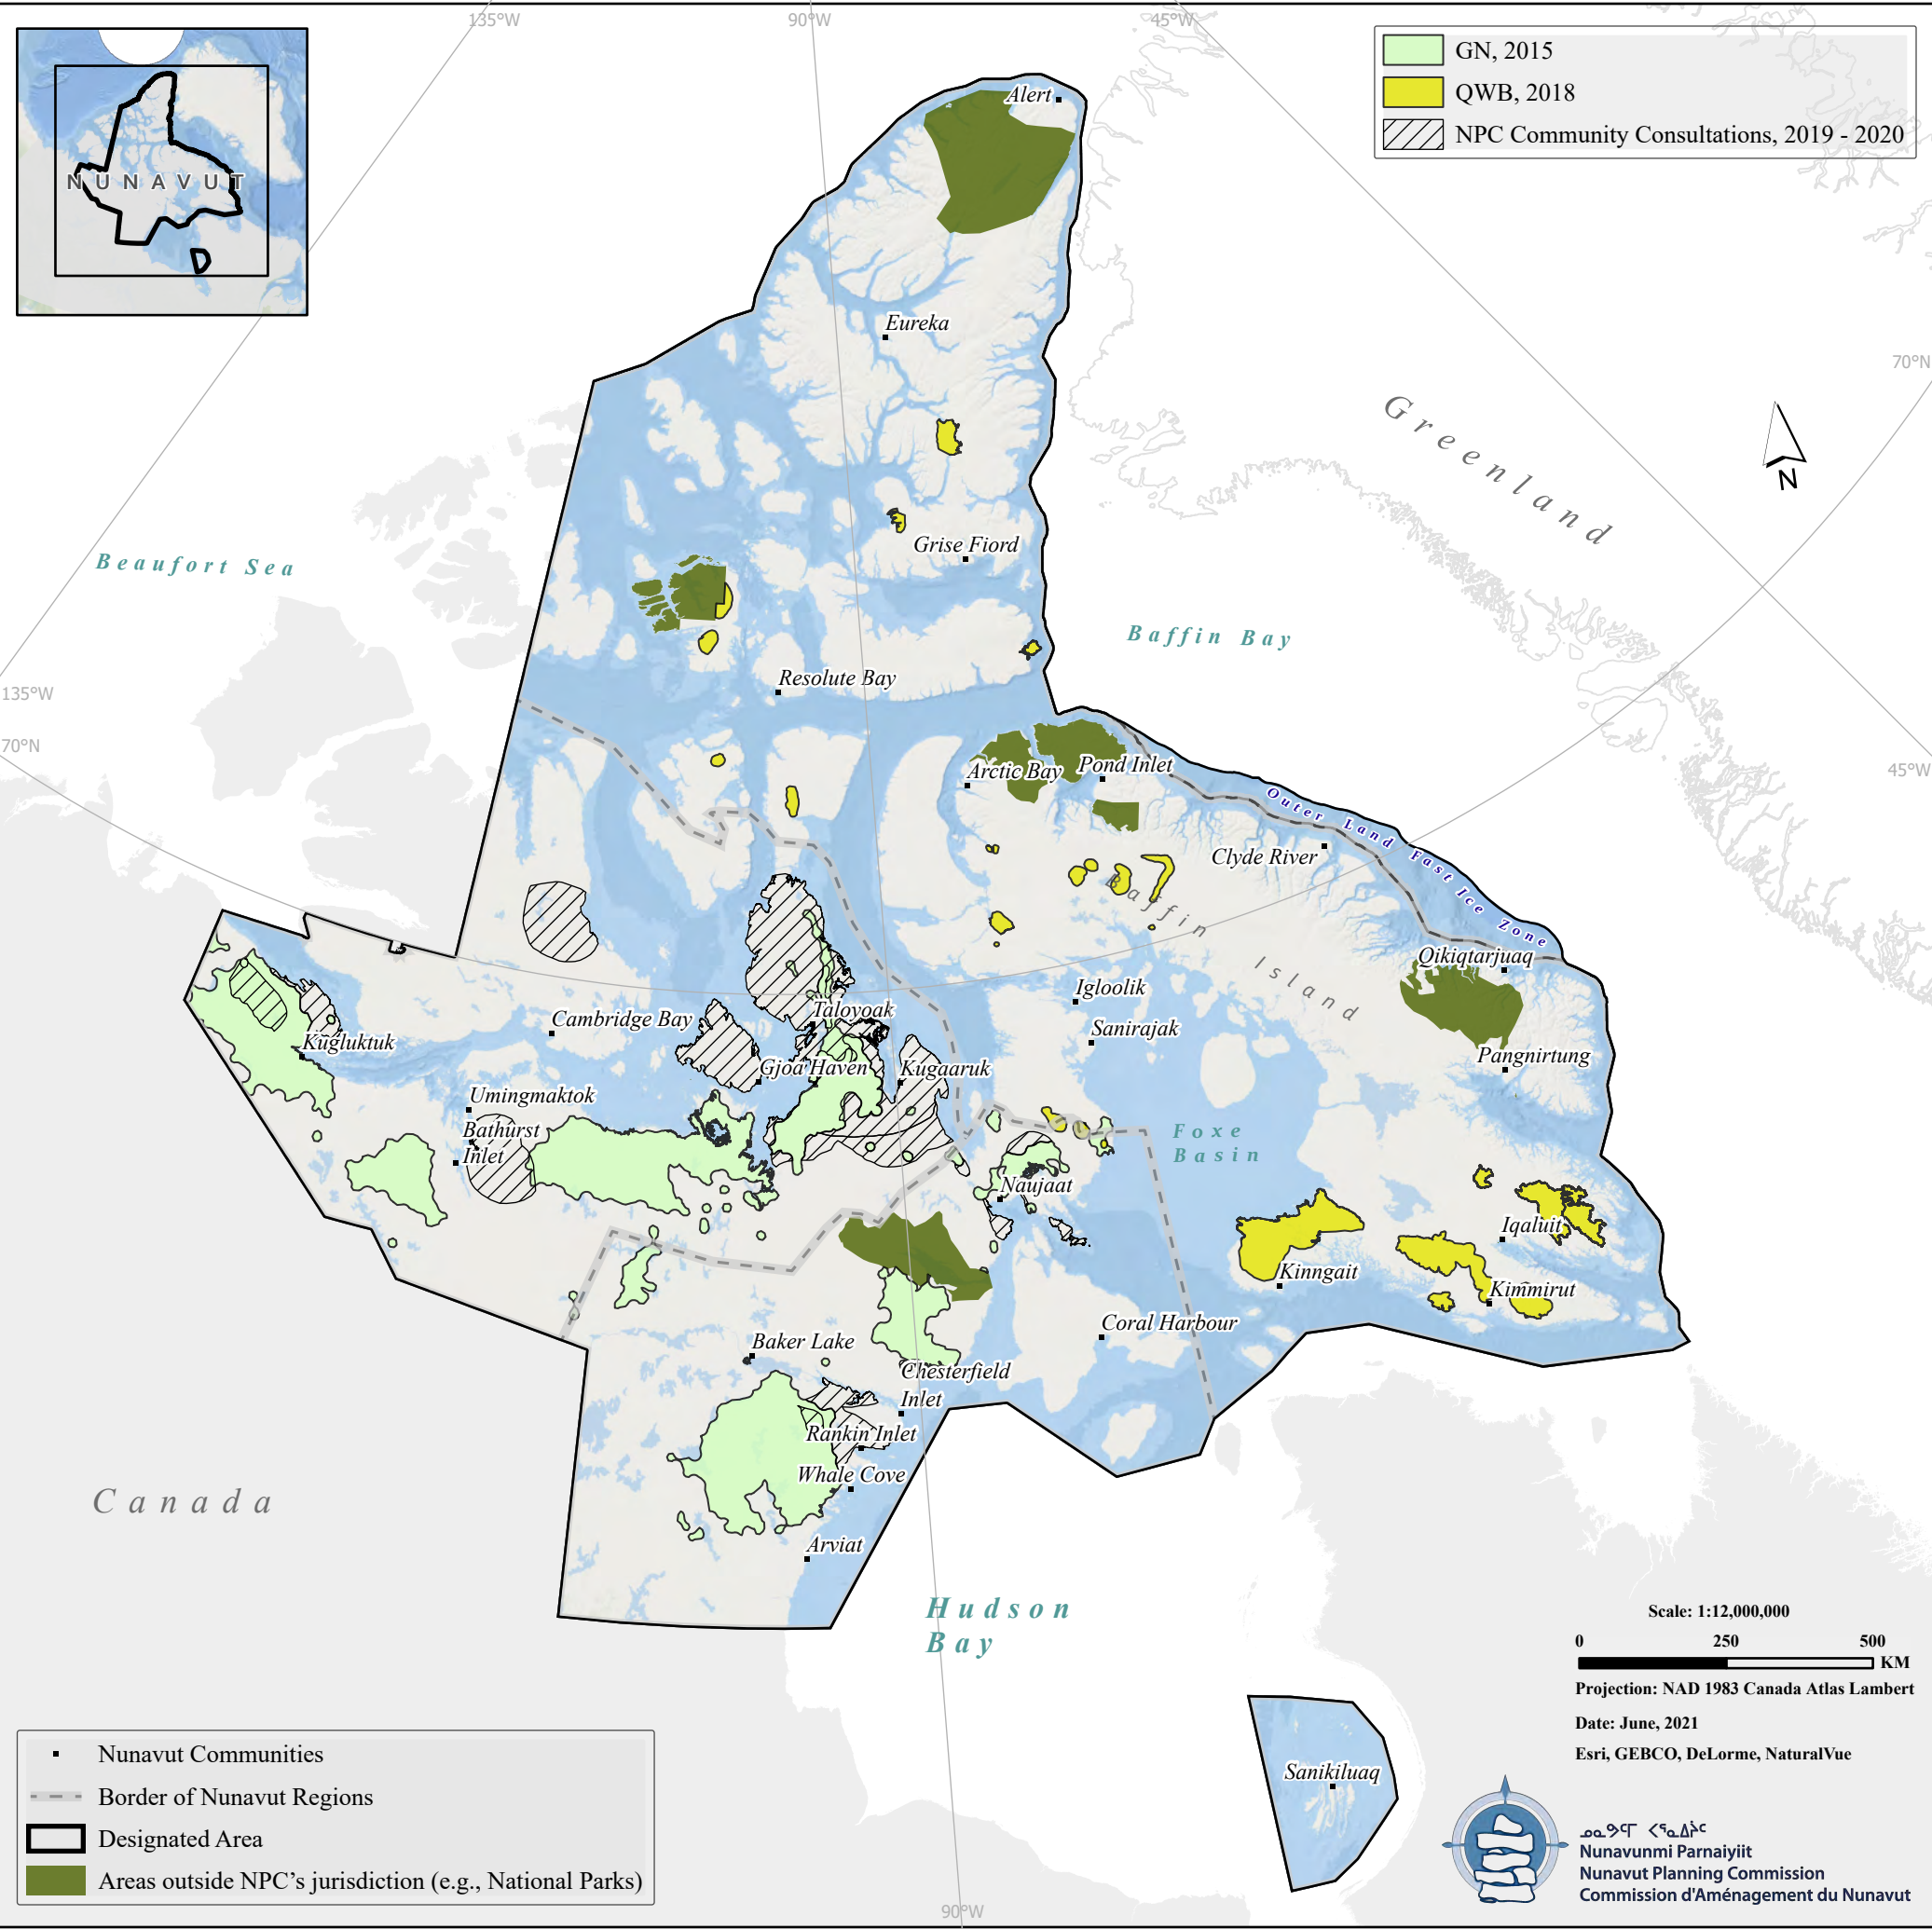 135°W
90°W
45°W
NUNAVUT
GN, 2015
QWB, 2018
NPC Community Consultations, 2019 - 2020
Alert
Eureka
70°N
Greenland
N
Grise Fiord
Beaufort Sea
Baffin Bay
Resolute Bay
135°W
70°N
45°W
Arctic Bay
Pond Inlet
Outer Land Fast Ice Zone
Clyde River
Baffin Island
Qikiqtarjuaq
Igloolik
Taloyoak
Cambridge Bay
Sanirajak
Kugluktuk
Pangnirtung
Gjoa Haven
Kugaaruk
Umingmaktok
Bathurst
Inlet
Foxe
Basin
Naujaat
Iqaluit
Kinngait
Kimmirut
Coral Harbour
Baker Lake
Chesterfield
Inlet
Rankin Inlet
Whale Cove
Canada
Arviat
Hudson
Bay
Scale: 1:12,000,000
0 250 500
KM
Projection: NAD 1983 Canada Atlas Lambert
Date: June, 2021
Esri, GEBCO, DeLorme, NaturalVue
Sanikiluaq
Nunavut Communities
Border of Nunavut Regions
Designated Area
Areas outside NPC's jurisdiction (e.g., National Parks)
ᓄᓇᕗᒻᒥ ᐸᕐᓇᐃᔩᑦ
Nunavunmi Parnaiyiit
Nunavut Planning Commission
Commission d'Aménagement du Nunavut
90°W